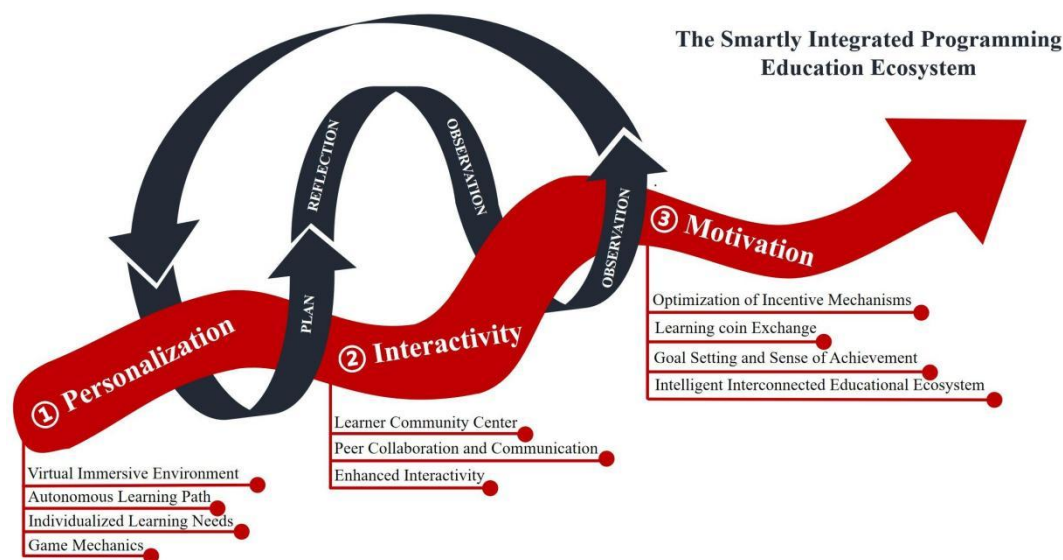 The Smartly Integrated Programming
Education Ecosystem
REFLECTION
OBSERVATION
PLAN
OBSERVATION
① Personalization
② Interactivity
③ Motivation
Optimization of Incentive Mechanisms
Learning coin Exchange
Goal Setting and Sense of Achievement
Intelligent Interconnected Educational Ecosystem
Learner Community Center
Peer Collaboration and Communication
Enhanced Interactivity
Virtual Immersive Environment
Autonomous Learning Path
Individualized Learning Needs
Game Mechanics